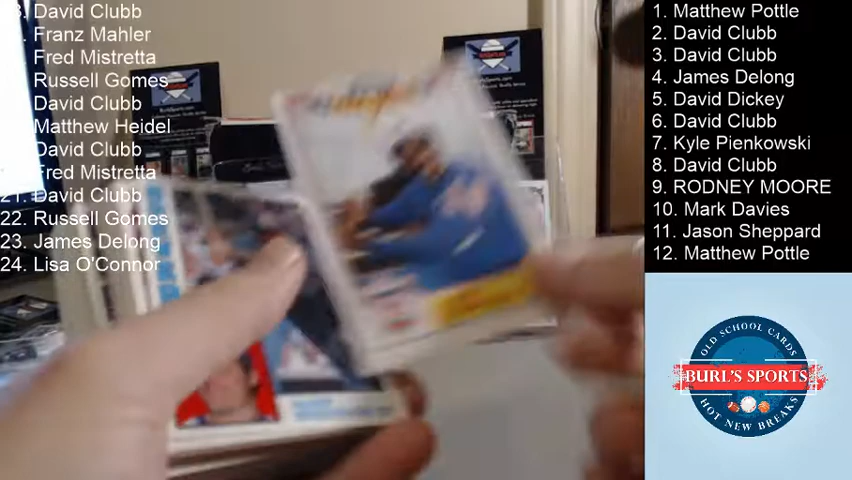 David Clubb
Franz Mahler
Fred Mistretta
Russell Gomes
David Clubb
Matthew Heidel
David Clubb
Fred Mistretta
21. David Clubb
22. Russell Gomes
23. James Delong
24. Lisa O'Connor
1. Matthew Pottle
2. David Clubb
3. David Clubb
4. James Delong
5. David Dickey
6. David Clubb
7. Kyle Pienkowski
8. David Clubb
9. RODNEY MOORE
10. Mark Davies
11. Jason Sheppard
12. Matthew Pottle
OLD SCHOOL CARDS
BURL'S SPORTS
HOT NEW BREAKS